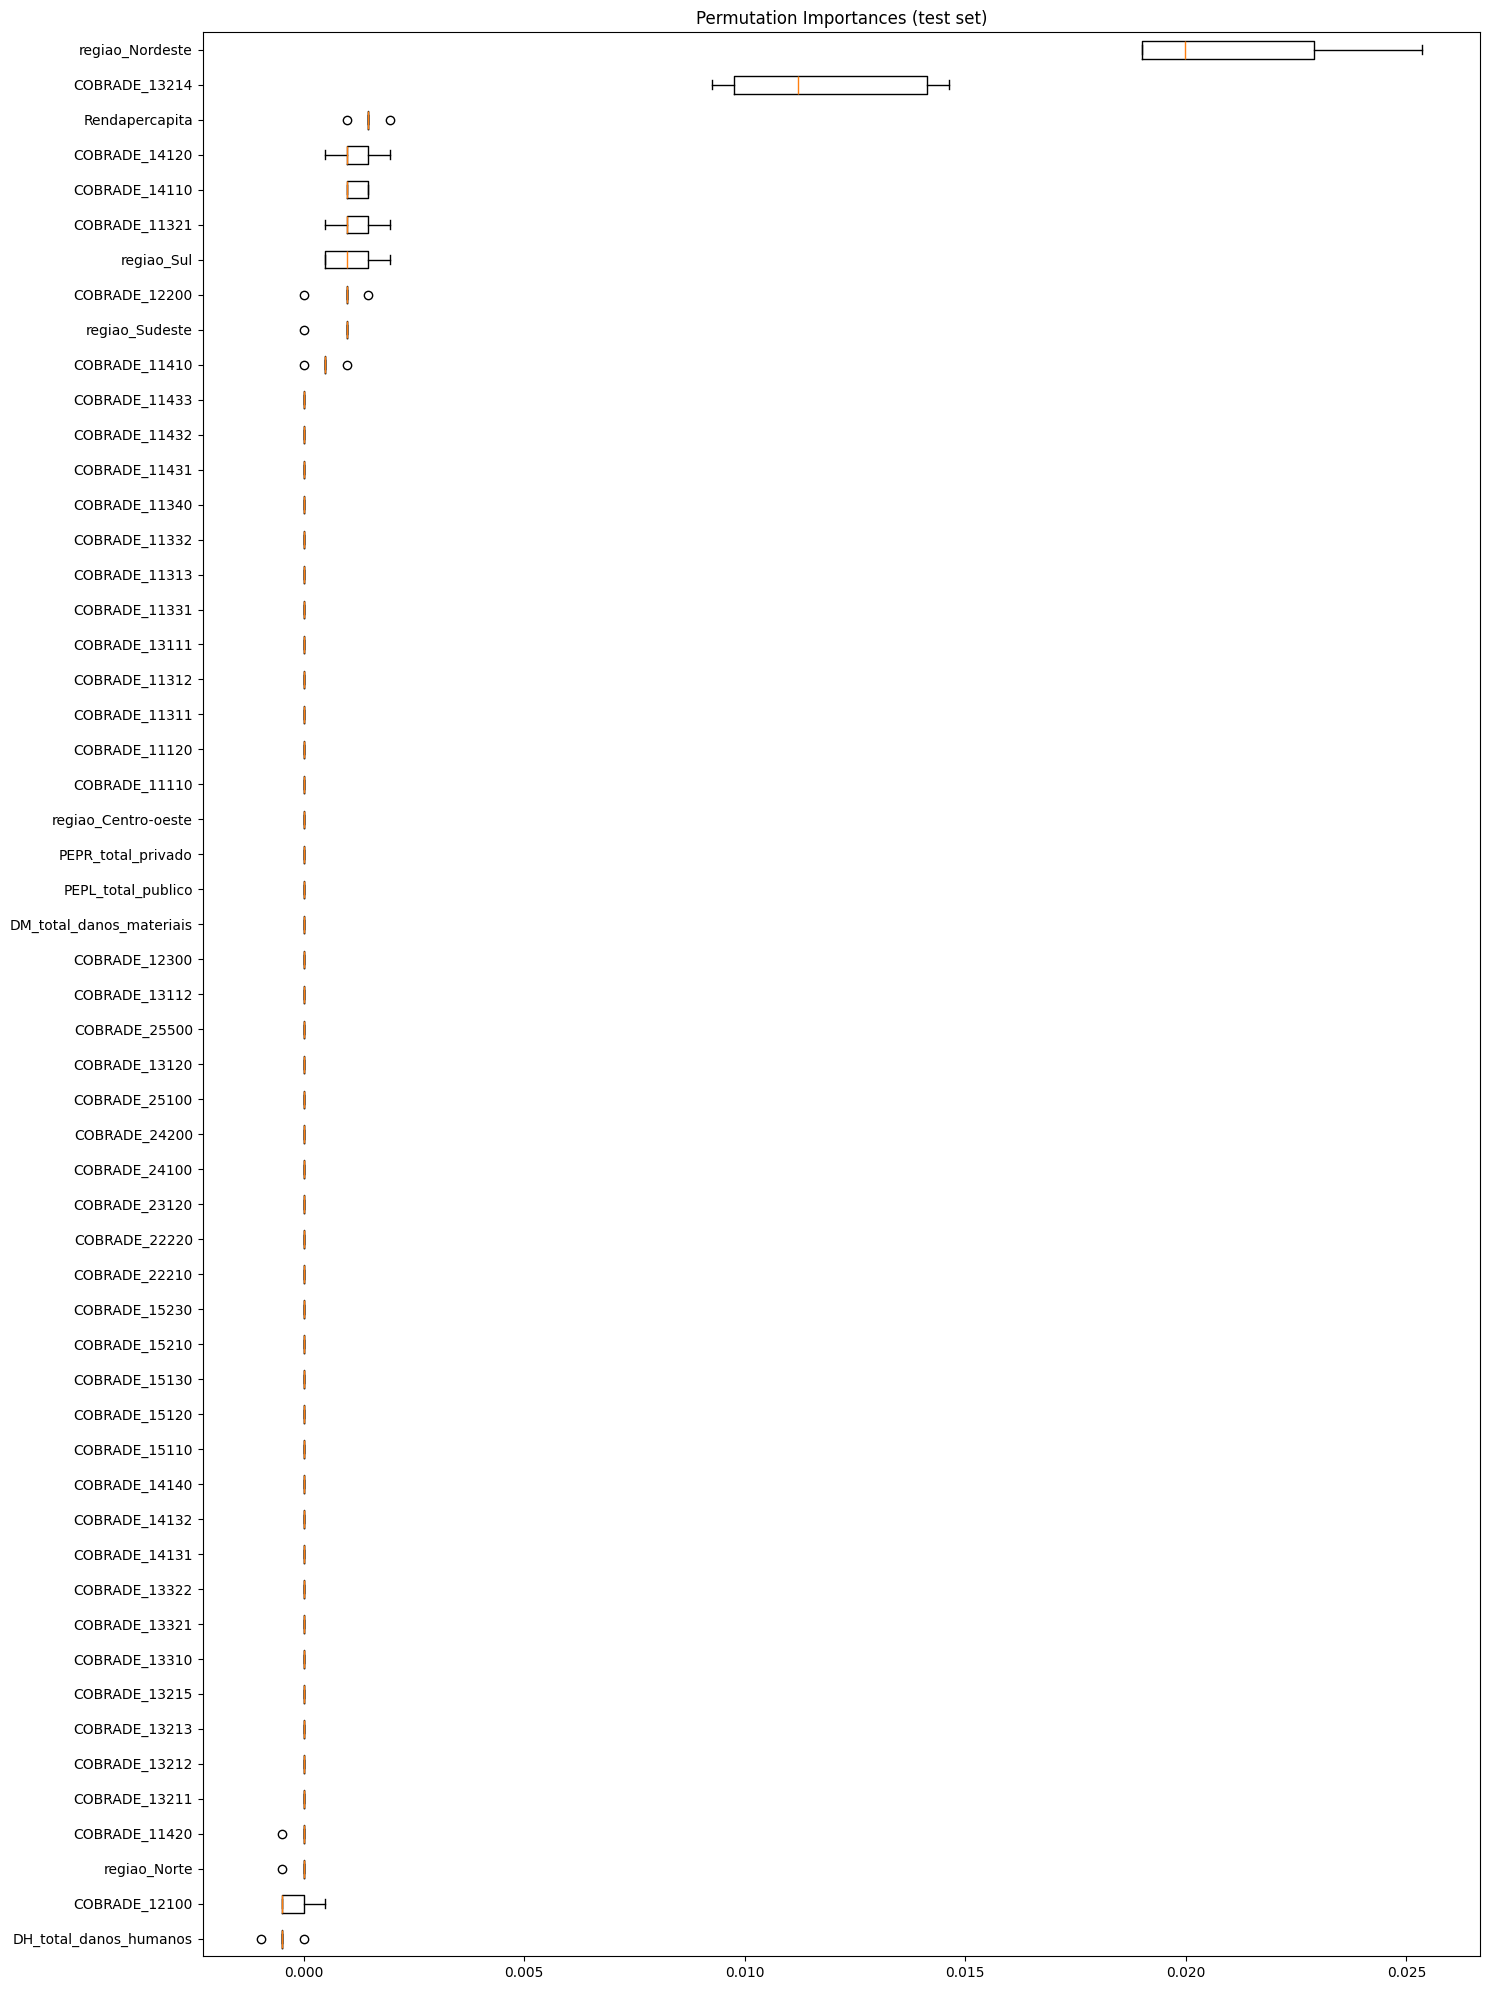 Permutation Importances (test set)
regiao_Nordeste
COBRADE_13214
Rendapercapita
COBRADE_14120
COBRADE_14110
COBRADE_11321
regiao_Sul
COBRADE_12200
regiao_Sudeste
COBRADE_11410
COBRADE_11433
COBRADE_11432
COBRADE_11431
COBRADE_11340
COBRADE_11332
COBRADE_11313
COBRADE_11331
COBRADE_13111
COBRADE_11312
COBRADE_11311
COBRADE_11120
COBRADE_11110
regiao_Centro-oeste
PEPR_total_privado
PEPL_total_publico
DM_total_danos_materiais
COBRADE_12300
COBRADE_13112
COBRADE_25500
COBRADE_13120
COBRADE_25100
COBRADE_24200
COBRADE_24100
COBRADE_23120
COBRADE_22220
COBRADE_22210
COBRADE_15230
COBRADE_15210
COBRADE_15130
COBRADE_15120
COBRADE_15110
COBRADE_14140
COBRADE_14132
COBRADE_14131
COBRADE_13322
COBRADE_13321
COBRADE_13310
COBRADE_13215
COBRADE_13213
COBRADE_13212
COBRADE_13211
COBRADE_11420
regiao_Norte
COBRADE_12100
DH_total_danos_humanos
0.000 0.005 0.010 0.015 0.020 0.025